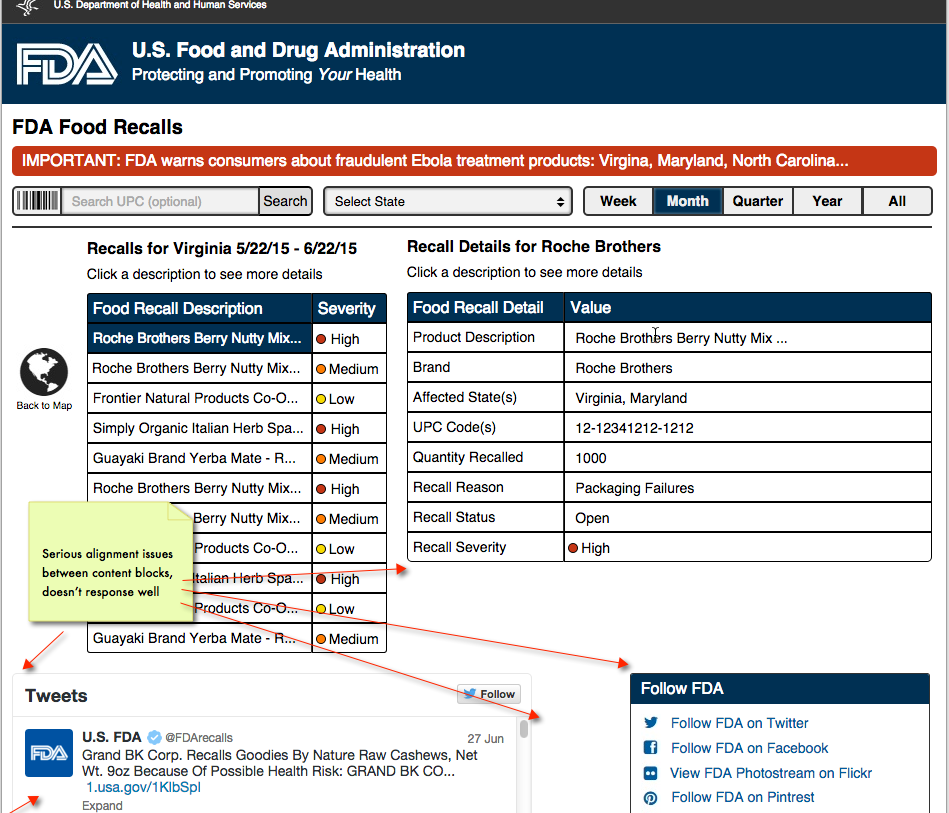 U.S. Department of Health and Human Services
FDA
U.S. Food and Drug Administration
Protecting and Promoting Your Health
FDA Food Recalls
IMPORTANT: FDA warns consumers about fraudulent Ebola treatment products: Virgina, Maryland, North Carolina...
Search UPC (optional) Search Select State Week Month Quarter Year All
Recalls for Virginia 5/22/15 - 6/22/15
Click a description to see more details
Food Recall Description Severity
Roche Brothers Berry Nutty Mix... High
Roche Brothers Berry Nutty Mix... Medium
Frontier Natural Products Co-O... Low
Simply Organic Italian Herb Spa... High
Guayaki Brand Yerba Mate - R... Medium
Roche Brothers Berry Nutty Mix... High
Berry Nutty Mix... Medium
Products Co-O... Low
Italian Herb Spa... High
Products Co-O... Low
Guayaki Brand Yerba Mate - R... Medium
Back to Map
Serious alignment issues
between content blocks,
doesn't response well
Recall Details for Roche Brothers
Click a description to see more details
Food Recall Detail Value
Product Description Roche Brothers Berry Nutty Mix ...
Brand Roche Brothers
Affected State(s) Virginia, Maryland
UPC Code(s) 12-12341212-1212
Quantity Recalled 1000
Recall Reason Packaging Failures
Recall Status Open
Recall Severity High
Tweets Follow
FDA
U.S. FDA @FDArecalls 27 Jun
Grand BK Corp. Recalls Goodies By Nature Raw Cashews, Net
Wt. 9oz Because Of Possible Health Risk: GRAND BK CO...
1.usa.gov/1KlbSpl
Expand
Follow FDA
Follow FDA on Twitter
Follow FDA on Facebook
View FDA Photostream on Flickr
Follow FDA on Pintrest